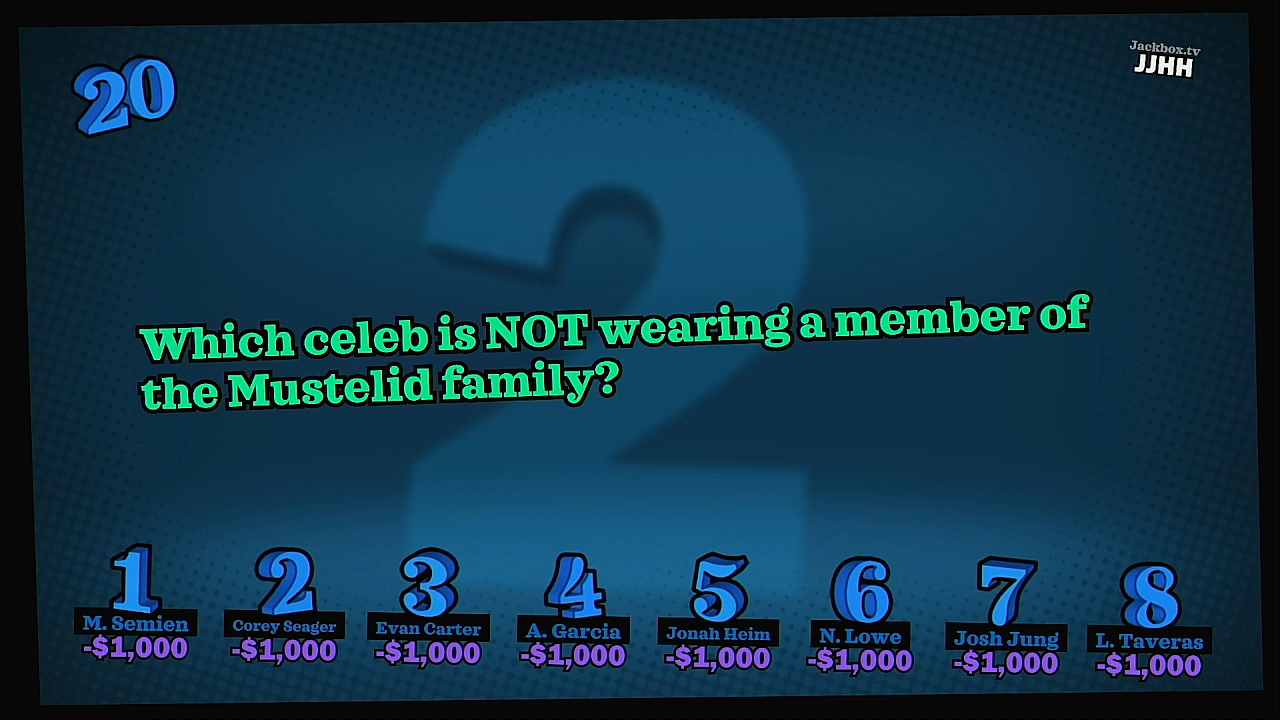 20
Jackbox.tv
JJHH
Which celeb is NOT wearing a member of
the Mustelid family?
1 2 3 4 5 6 7 8
M. Semien Corey Seager Evan Carter A. Garcia Jonah Heim N. Lowe Josh Jung L. Taveras
-$1,000 -$1,000 -$1,000 -$1,000 -$1,000 -$1,000 -$1,000 -$1,000